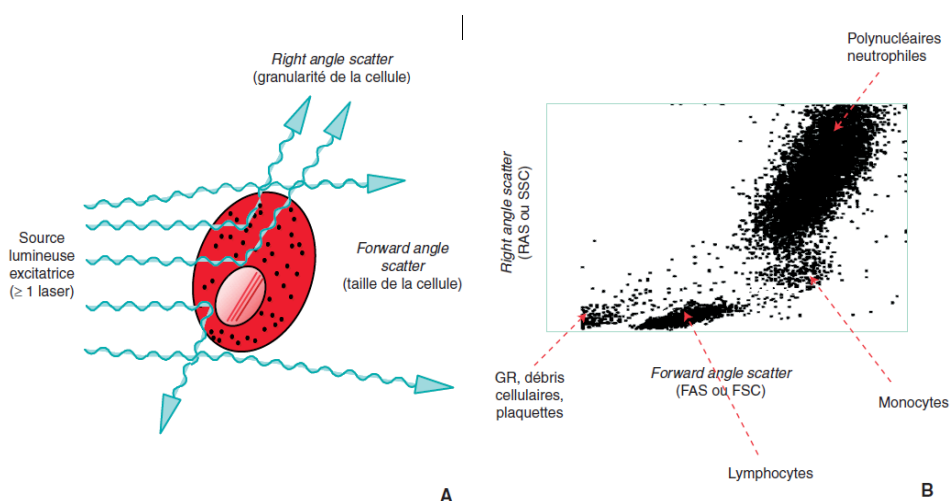 Right angle scatter
(granularité de la cellule)
Source
lumineuse
excitatrice
(≥ 1 laser)
Forward angle
scatter
(taille de la cellule)
A
Polynucléaires
neutrophiles
Right angle scatter
(RAS ou SSC)
GR, débris
cellulaires,
plaquettes
Forward angle scatter
(FAS ou FSC)
Monocytes
Lymphocytes
B